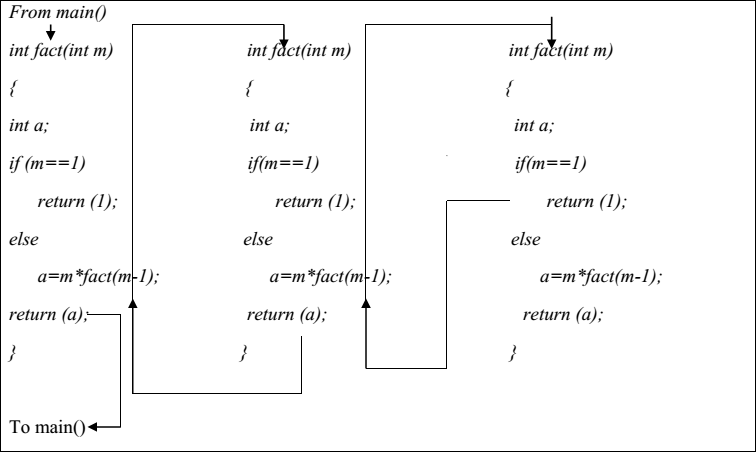 From main()
int fact(int m)
{
int a;
if (m==1)
return (1);
else
a=m*fact(m-1);
return (a);
}
To main()
int fact(int m)
{
int a;
if(m==1)
return (1);
else
a=m*fact(m-1);
return (a);
}
int fact(int m)
{
int a;
if(m==1)
return (1);
else
a=m*fact(m-1);
return (a);
}